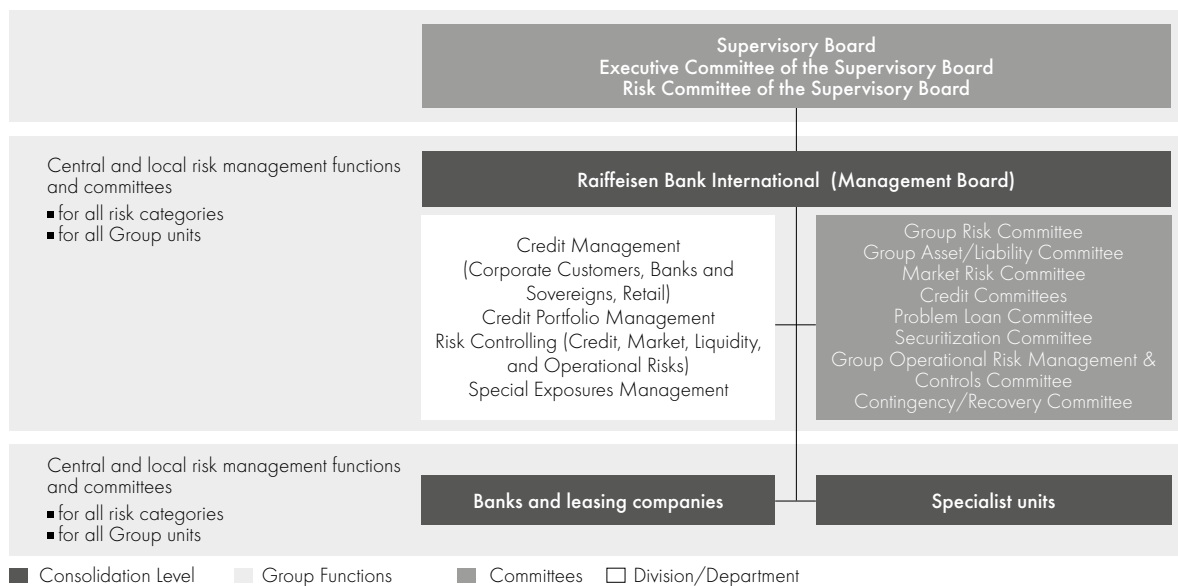 Supervisory Board
Executive Committee of the Supervisory Board
Risk Committee of the Supervisory Board
Central and local risk management functions
and committees
for all risk categories
for all Group units
Raiffeisen Bank International (Management Board)
Credit Management
(Corporate Customers, Banks and
Sovereigns, Retail)
Credit Portfolio Management
Risk Controlling (Credit, Market, Liquidity,
and Operational Risks)
Special Exposures Management
Group Risk Committee
Group Asset/Liability Committee
Market Risk Committee
Credit Committees
Problem Loan Committee
Securitization Committee
Group Operational Risk Management &
Controls Committee
Contingency/Recovery Committee
Central and local risk management functions
and committees
for all risk categories
for all Group units
Banks and leasing companies
Specialist units
Consolidation Level
Group Functions
Committees
Division/Department